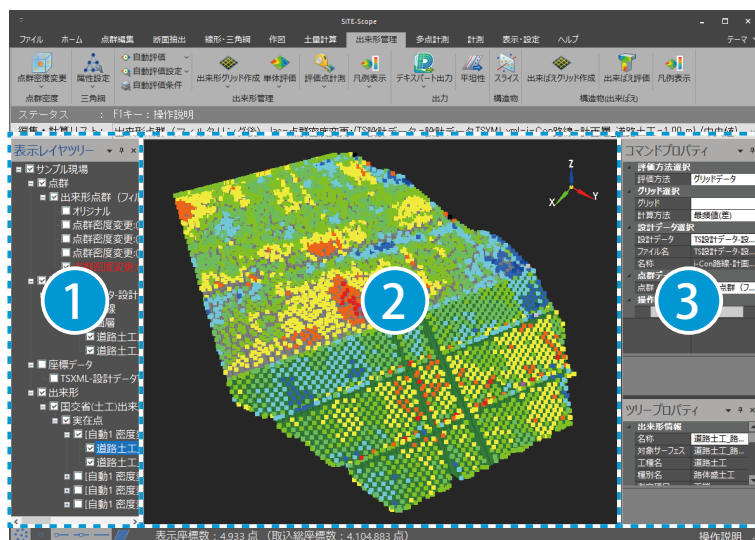 SiTE-Scope
ファイル ホーム 点群編集 断面抽出 線形・三角網 作図 土量計算 出来形管理 多点計測 計測 表示・設定 ヘルプ テーマ
自動評価
自動評価設定
自動評価条件
点群密度変更 属性設定 出来形グリッド作成 単体評価 評価点計測 凡例表示 テキスパート出力 平坦性 スライス 出来ばえグリッド作成 出来ばえ評価 凡例表示
点群密度 三角網 出来形管理 出力 構造物 構造物(出来ばえ)
ステータス : F1キー：操作説明
表示レイヤツリー
サンプル現場
点群
出来形点群（フィル
オリジナル
点群密度変更:(
点群密度変更:(
点群密度変更:(
道路土工
道路土工
座標データ
TSXML-設計データT
出来形
国交省(土工)出来
実在点
[自動1 密度
道路土工
道路土工
[自動1 密度
[自動1 密度
[自動1 密度
1
2
3
Z
X
Y
コマンドプロパティ
評価方法選択
評価方法 グリッドデータ
グリッド選択
グリッド
計算方法 最頻値(差)
設計データ選択
設計データ TS設計データ-設...
ファイル名 TS設計データ-設...
名称 i-Con路線-計画...
点群デ
点群 点群（フ...
操作
ツリープロパティ
出来形情報
名称 道路土工_路...
対象サーフェス 道路土工_路...
工種名 道路土工
種別名 路体盛土工
表示座標数：4,933 点（取込総座標数：4,104,883 点）
操作説明